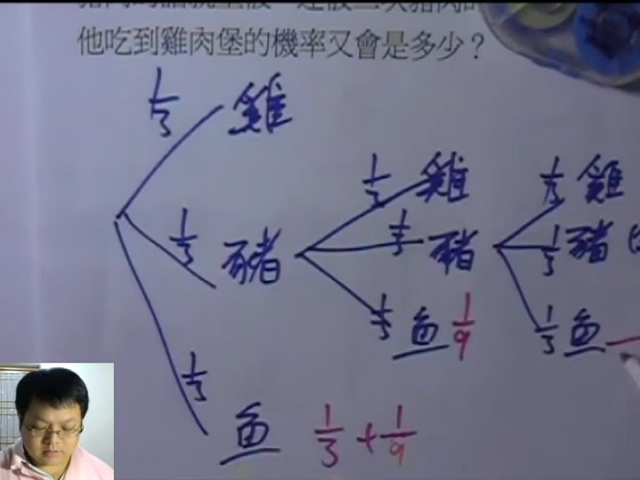 他吃到雞肉堡的機率又會是多少？
1/3 雞
1/3 豬
1/3 魚 1/3 + 1/9
1/3 雞
1/3 豬
1/3 魚 1/9
1/3 雞
1/3 豬
1/3 魚